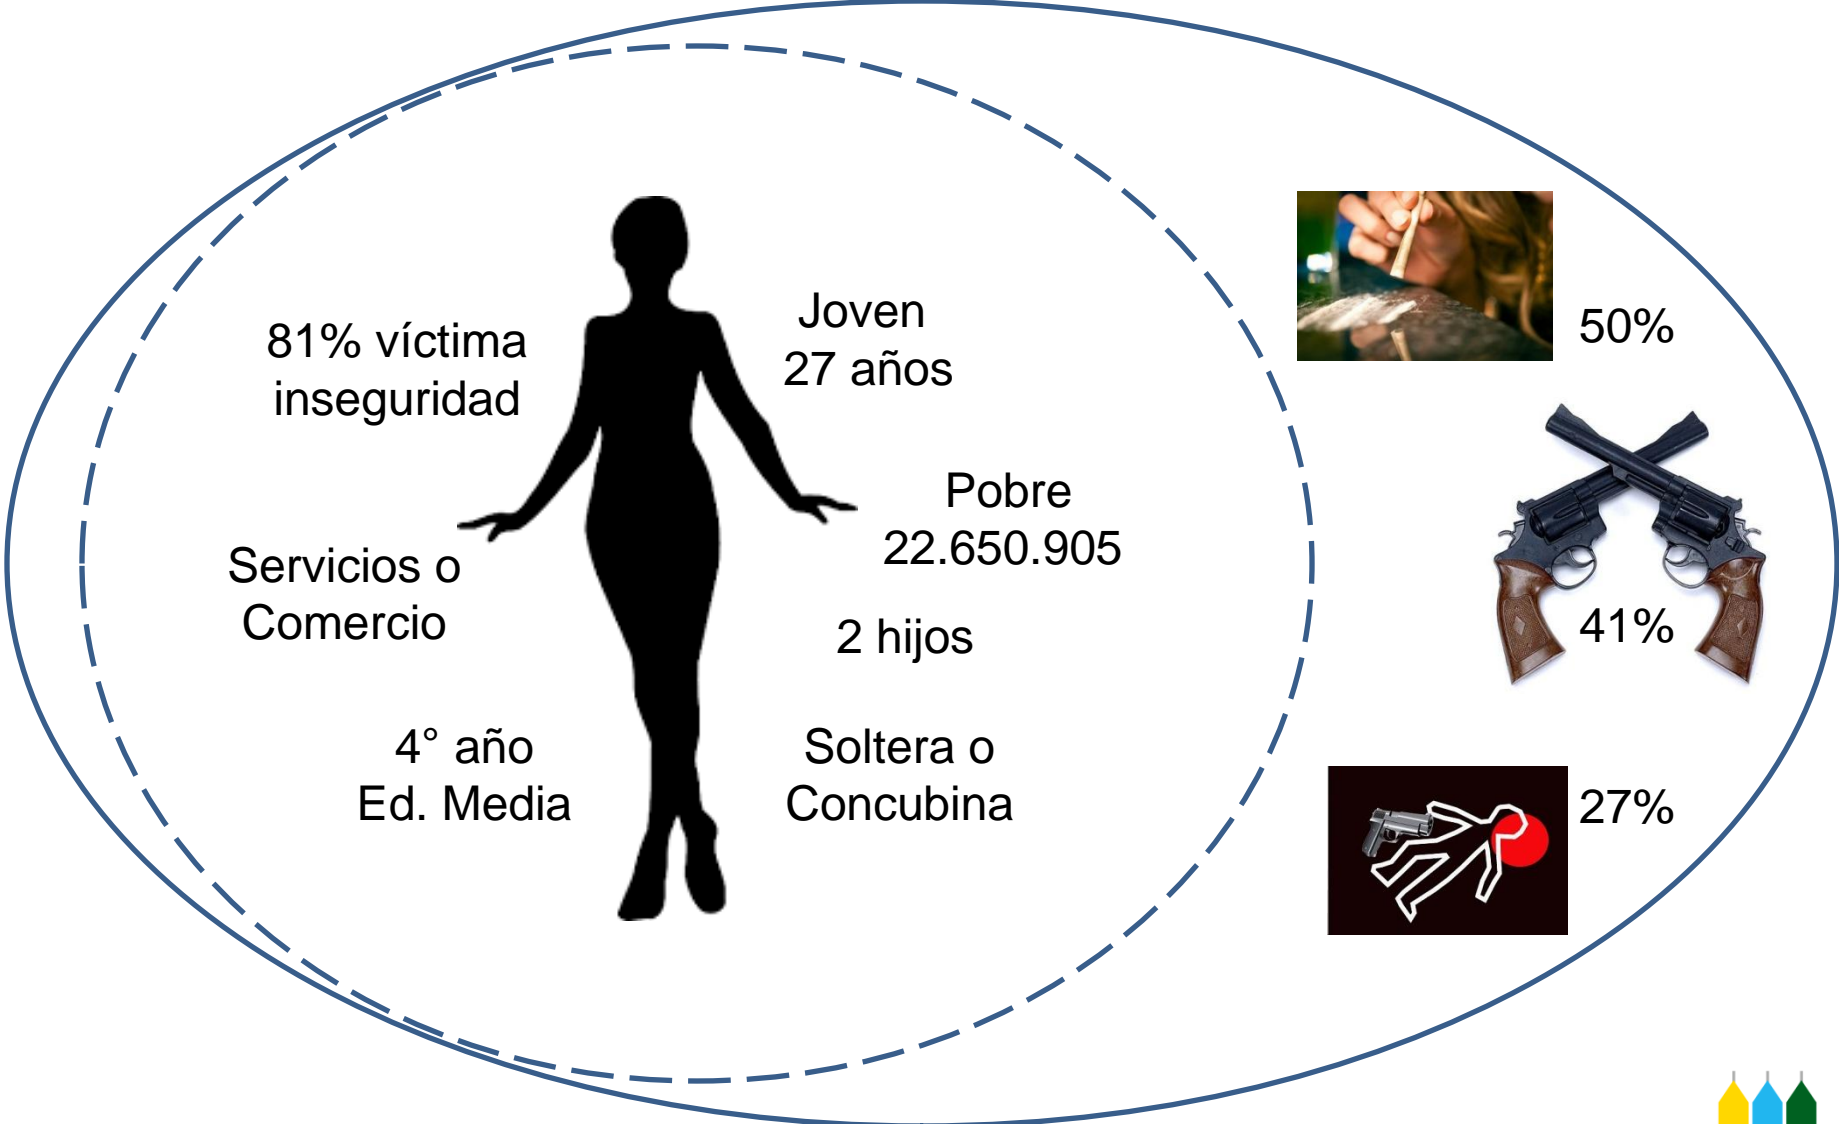 81% víctima
inseguridad
Joven
27 años
Pobre
22.650.905
Servicios o
Comercio
2 hijos
4° año
Ed. Media
Soltera o
Concubina
50%
41%
27%